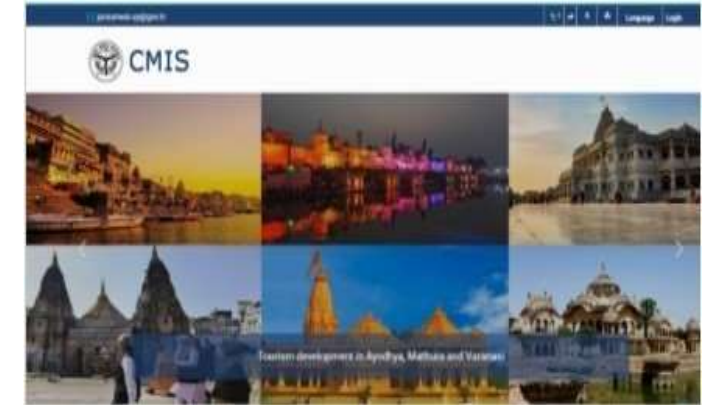 Language Login
CMIS
Tourism development in Ayodhya, Mathura and Varanasi